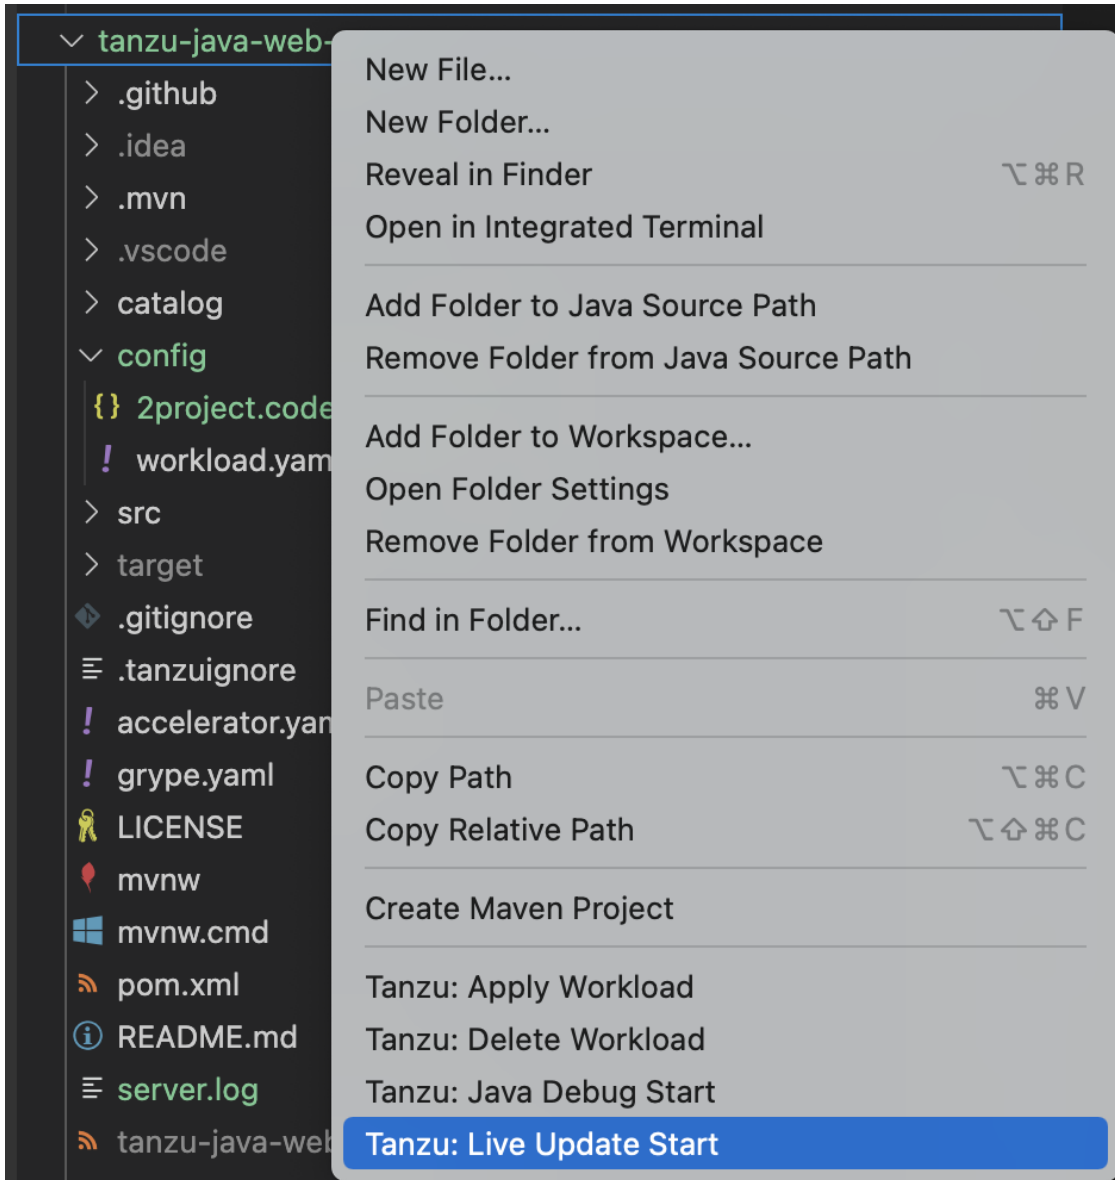 tanzu-java-web-
.github
.idea
.mvn
.vscode
catalog
config
{} 2project.code
! workload.yam
src
target
.gitignore
.tanzuignore
! accelerator.yam
! grype.yaml
LICENSE
mvnw
mvnw.cmd
pom.xml
README.md
server.log
tanzu-java-web
New File...
New Folder...
Reveal in Finder ⌥⌘R
Open in Integrated Terminal
Add Folder to Java Source Path
Remove Folder from Java Source Path
Add Folder to Workspace...
Open Folder Settings
Remove Folder from Workspace
Find in Folder... ⌥⇧F
Paste ⌘V
Copy Path ⌥⌘C
Copy Relative Path ⌥⇧⌘C
Create Maven Project
Tanzu: Apply Workload
Tanzu: Delete Workload
Tanzu: Java Debug Start
Tanzu: Live Update Start